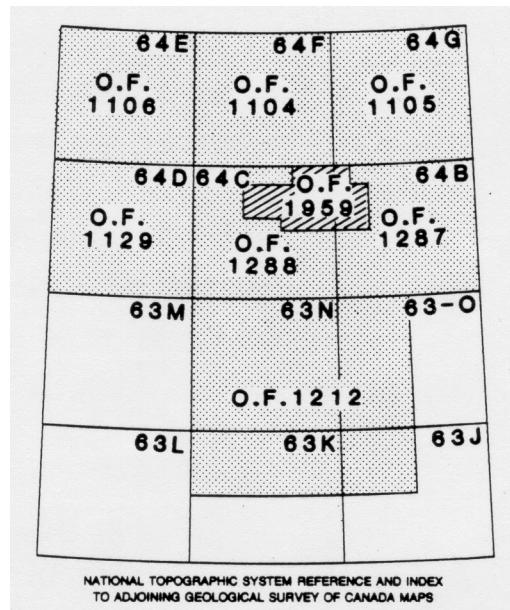 64E 64F 64G
O.F. O.F. O.F.
1106 1104 1105
64D 64C O.F. 64B
1959
O.F. O.F. O.F.
1129 1288 1287
63M 63N 63-O
O.F.1212
63L 63K 63J
NATIONAL TOPOGRAPHIC SYSTEM REFERENCE AND INDEX
TO ADJOINING GEOLOGICAL SURVEY OF CANADA MAPS